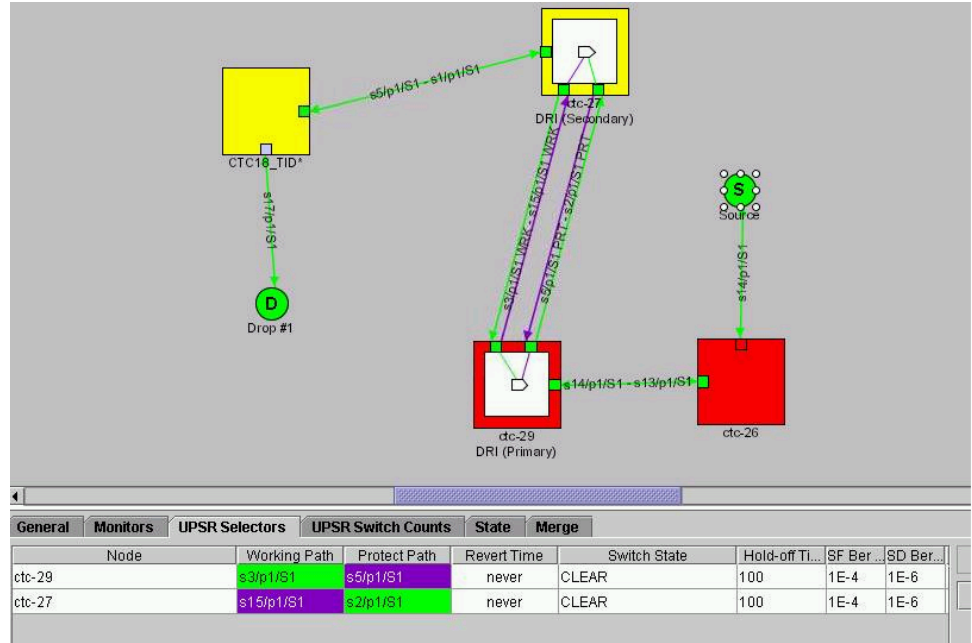 s5/p1/S1 - s1/p1/S1
ctc-27
DRI (Secondary)
CTC18_TID*
s17/p1/S1
D
Drop #1
s3/p1/S1 WRK - s15/p1/S1 WRK
s5/p1/S1 PRT - s2/p1/S1 PRT
S
Source
s14/p1/S1
s14/p1/S1 - s13/p1/S1
ctc-29
DRI (Primary)
ctc-26
General Monitors UPSR Selectors UPSR Switch Counts State Merge
Node Working Path Protect Path Revert Time Switch State Hold-off Ti... SF Ber ... SD Ber...
ctc-29 s3/p1/S1 s5/p1/S1 never CLEAR 100 1E-4 1E-6
ctc-27 s15/p1/S1 s2/p1/S1 never CLEAR 100 1E-4 1E-6